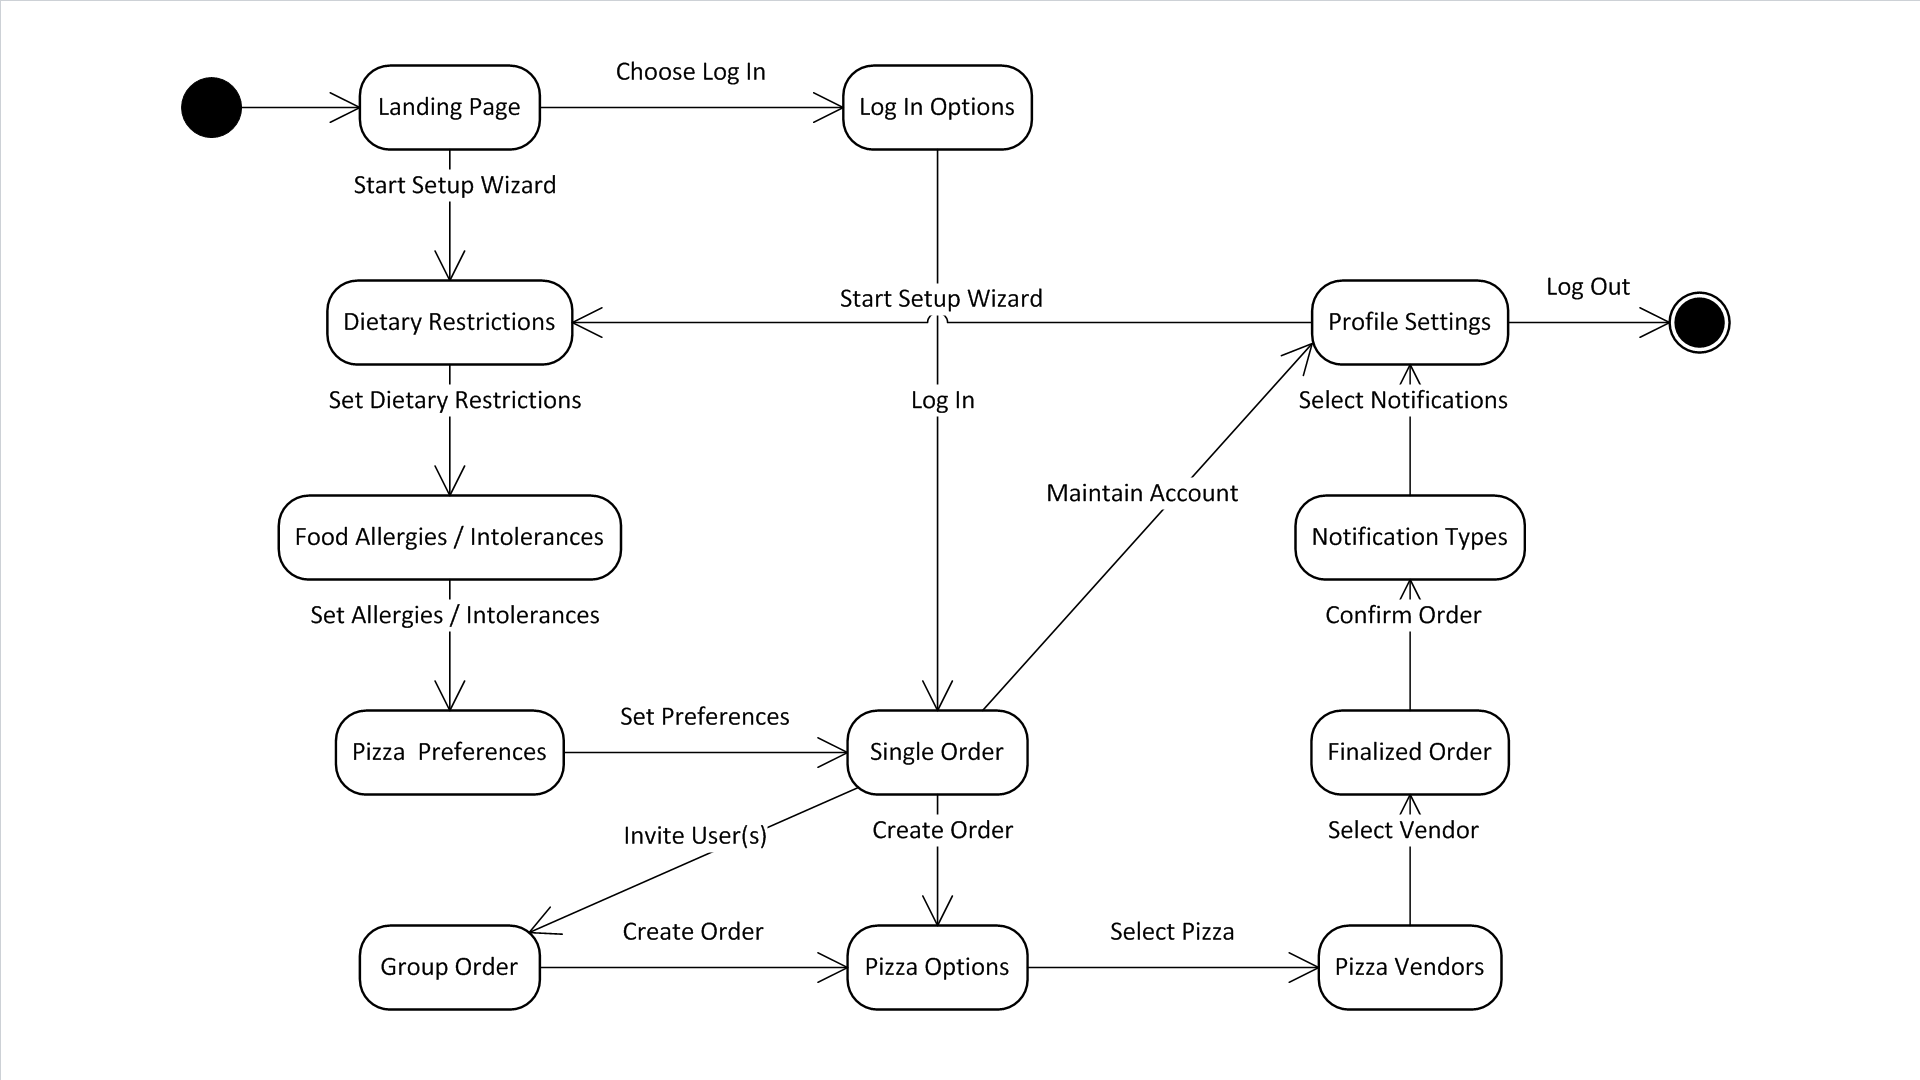 Choose Log In
Landing Page
Log In Options
Start Setup Wizard
Log Out
Start Setup Wizard
Dietary Restrictions
Profile Settings
Set Dietary Restrictions
Log In
Select Notifications
Maintain Account
Food Allergies / Intolerances
Notification Types
Set Allergies / Intolerances
Confirm Order
Set Preferences
Pizza  Preferences
Single Order
Finalized Order
Invite User(s)
Create Order
Select Vendor
Create Order
Select Pizza
Group Order
Pizza Options
Pizza Vendors